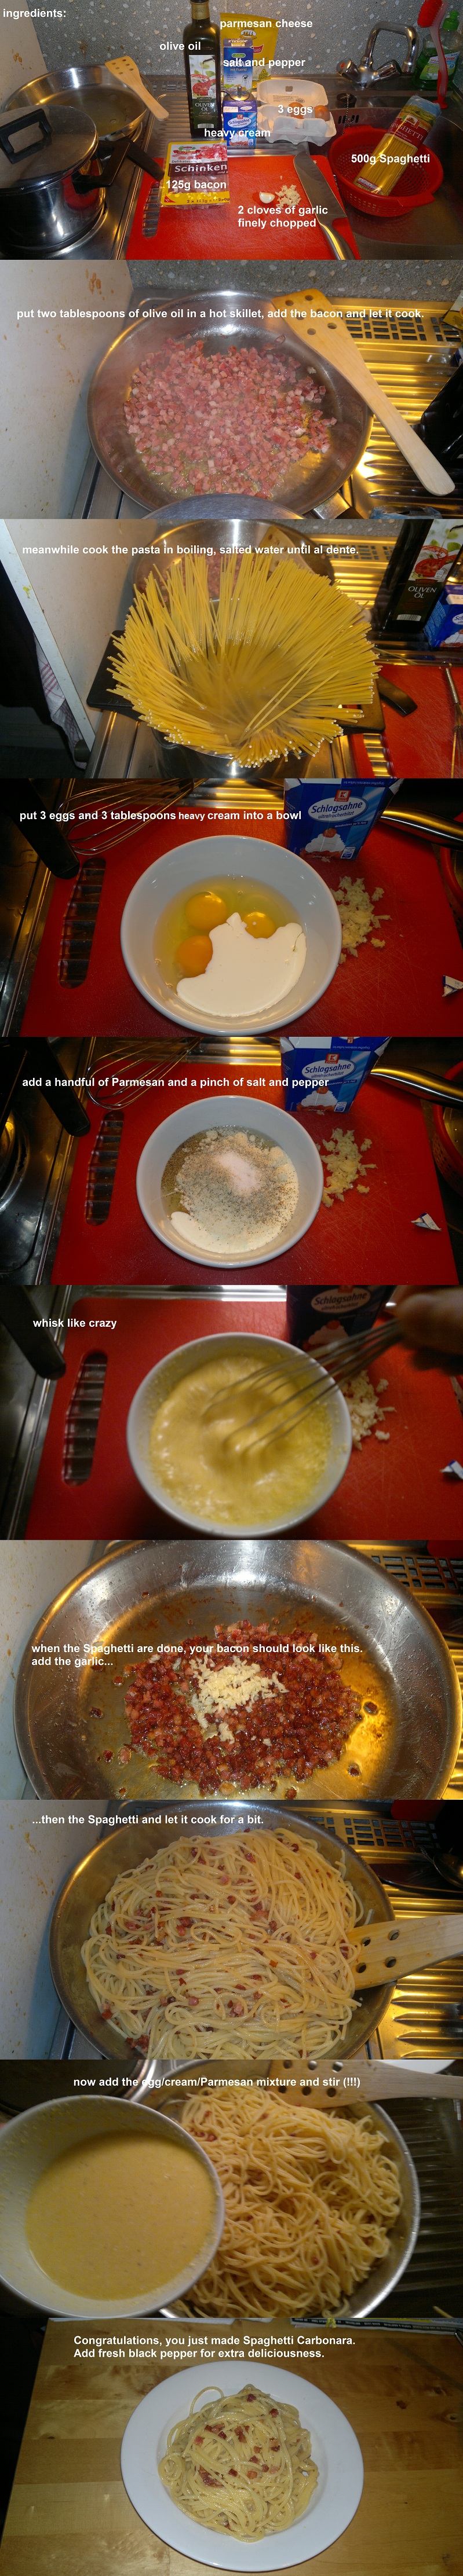 ingredients:
parmesan cheese
olive oil
salt and pepper
3 eggs
heavy cream
500g Spaghetti
Schinken
125g bacon
2 cloves of garlic
finely chopped
put two tablespoons of olive oil in a hot skillet, add the bacon and let it cook.
meanwhile cook the pasta in boiling, salted water until al dente.
OLIVEN
ÖL
put 3 eggs and 3 tablespoons heavy cream into a bowl
Schlagsahne
add a handful of Parmesan and a pinch of salt and pepper
Schlagsahne
whisk like crazy
Schlagsahne
when the Spaghetti are done, your bacon should look like this.
add the garlic...
...then the Spaghetti and let it cook for a bit.
now add the egg/cream/Parmesan mixture and stir (!!!)
Congratulations, you just made Spaghetti Carbonara.
Add fresh black pepper for extra deliciousness.